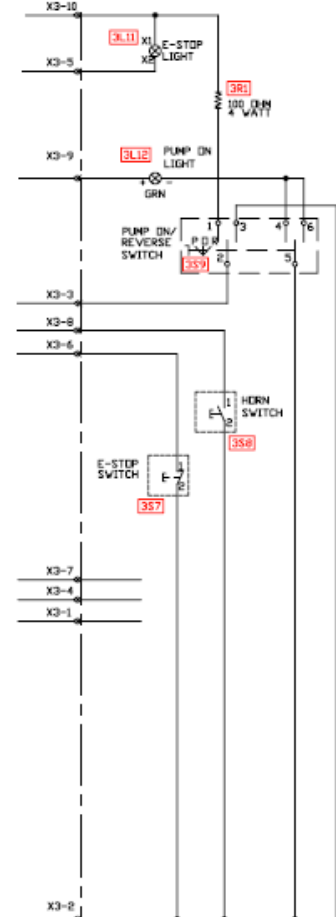 X3-10
3L11
X1
E-STOP
X2
LIGHT
X3-5
3R1
100 OHM
4 WATT
X3-9
3L12
PUMP ON
LIGHT
+ -
GRN
1 3 4 6
PUMP ON/
REVERSE
SWITCH
P O R
2 5
3S9
X3-3
X3-8
X3-6
1
HORN
SWITCH
2
3S8
E-STOP
SWITCH
1
2
3S7
X3-7
X3-4
X3-1
X3-2